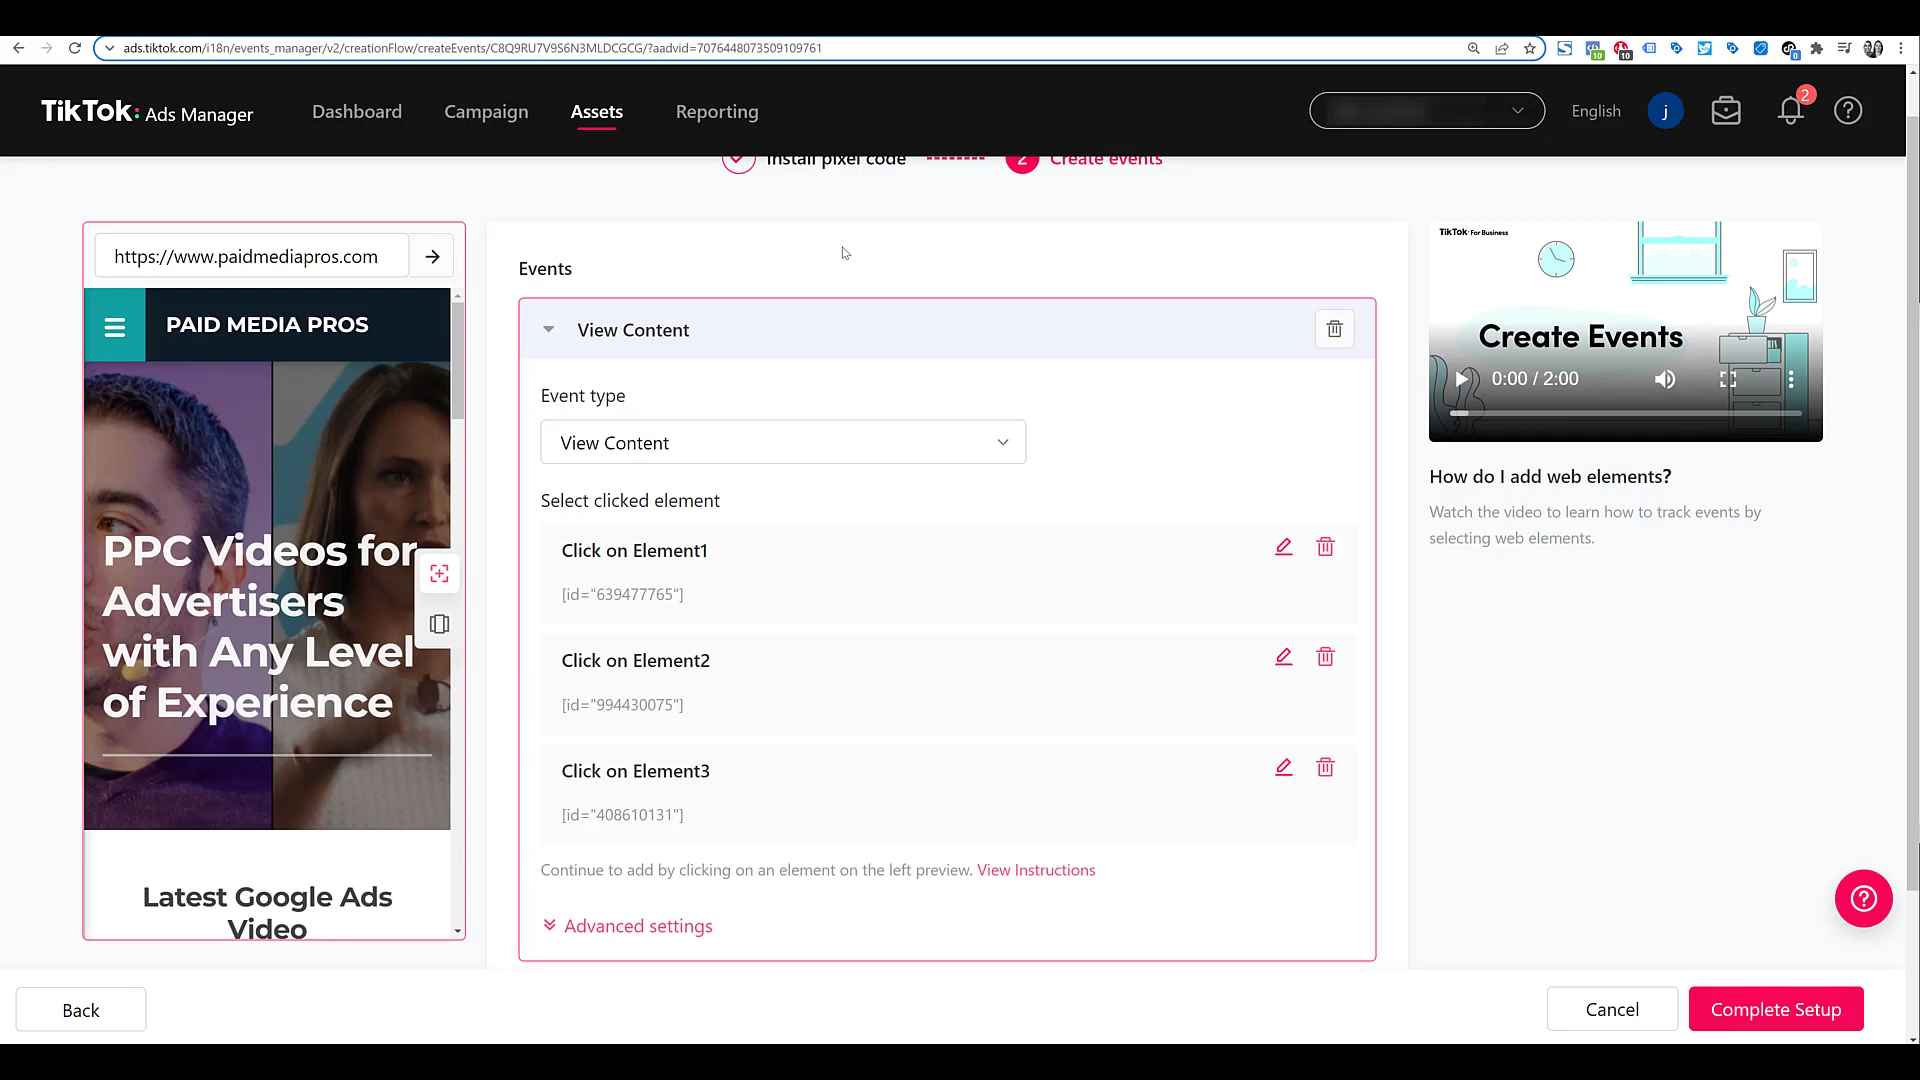 ads.tiktok.com/i18n/events_manager/v2/creationFlow/createEvents/C8Q9RU7V9S6N3MLDCGCG/?aadvid=7076448073509109761
10
10
0
TikTok: Ads Manager
Dashboard
Campaign
Assets
Reporting
English
j
2
Install pixel code
2
Create events
https://www.paidmediapros.com
PAID MEDIA PROS
PPC Videos for
Advertisers
with Any Level
of Experience
Latest Google Ads
Video
Events
View Content
Event type
View Content
Select clicked element
Click on Element1
[id="639477765"]
Click on Element2
[id="994430075"]
Click on Element3
[id="408610131"]
Continue to add by clicking on an element on the left preview. View Instructions
Advanced settings
TikTok For Business
Create Events
0:00 / 2:00
How do I add web elements?
Watch the video to learn how to track events by
selecting web elements.
Back
Cancel
Complete Setup